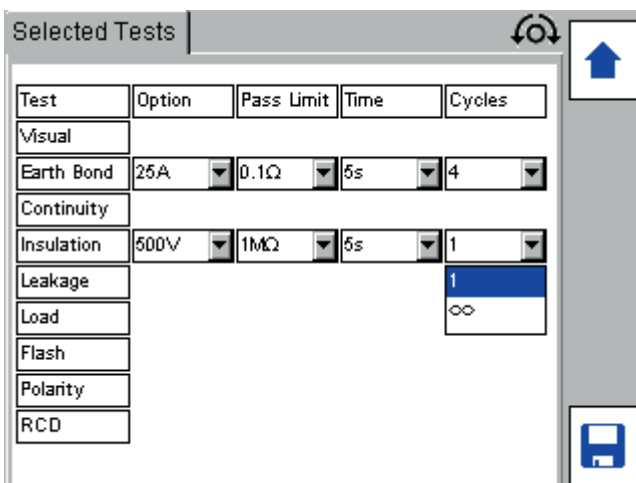 Selected Tests
Test Option Pass Limit Time Cycles
Visual
Earth Bond 25A 0.1Ω 5s 4
Continuity
Insulation 500V 1MΩ 5s 1
Leakage 1
Load ∞
Flash
Polarity
RCD